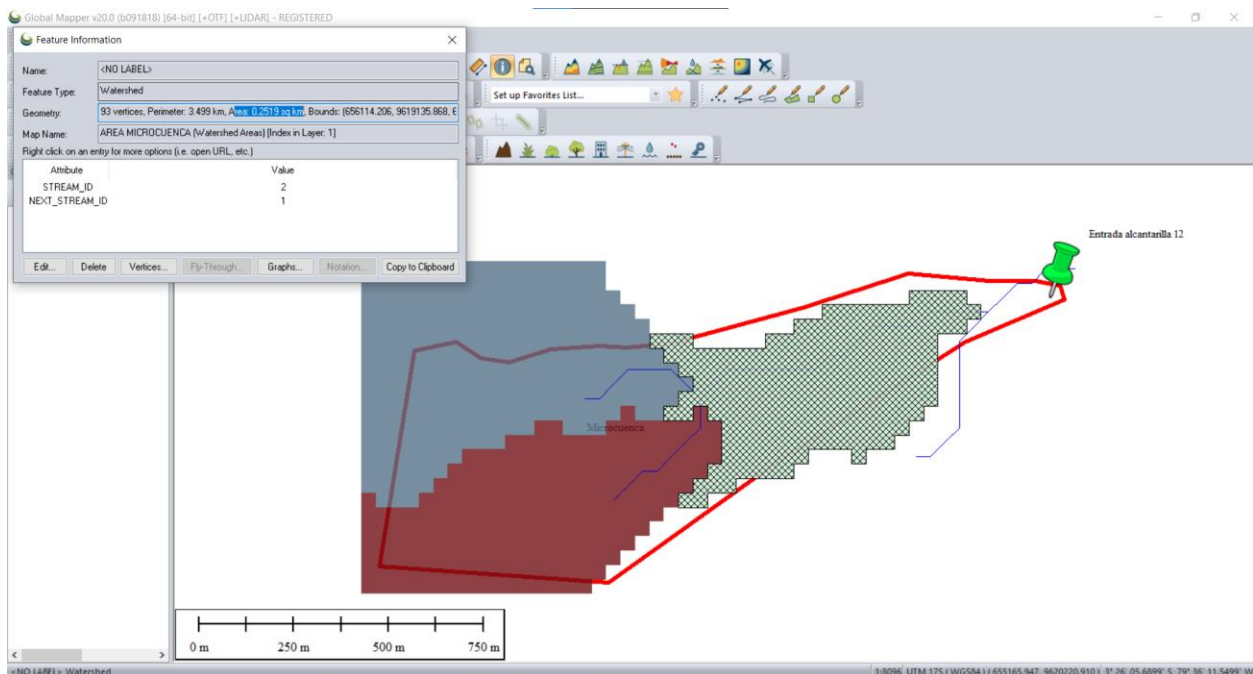 Global Mapper v20.0 (b091818) [64-bit] [+OTF] [+LIDAR] - REGISTERED
Feature Information
Name: <NO LABEL>
Feature Type: Watershed
Geometry: 93 vertices, Perimeter: 3.499 km, Area: 0.2519 sq km, Bounds: (656114.206, 9619135.868, 6
Map Name: AREA MICROCUENCA (Watershed Areas) [Index in Layer: 1]
Right click on an entry for more options (i.e. open URL, etc.)
Attribute Value
STREAM_ID 2
NEXT_STREAM_ID 1
Edit... Delete Vertices... Fly-Through... Graphs... Notation... Copy to Clipboard
Set up Favorites List...
Entrada alcantarilla 12
Microcuenca
0 m 250 m 500 m 750 m
<NO LABEL> Watershed
1:8096 UTM 17S (WGS84) ( 655165.947, 9620220.910 ) 3° 26' 05.6899" S, 79° 36' 11.5499" W